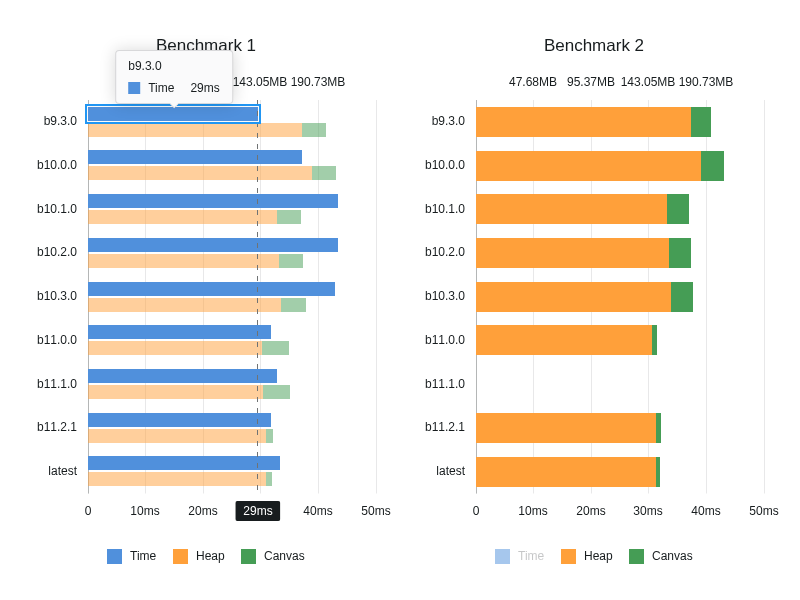 Benchmark 1
b9.3.0
Time 29ms
143.05MB 190.73MB
b9.3.0
b10.0.0
b10.1.0
b10.2.0
b10.3.0
b11.0.0
b11.1.0
b11.2.1
latest
0 10ms 20ms 29ms 40ms 50ms
Time Heap Canvas
Benchmark 2
47.68MB 95.37MB 143.05MB 190.73MB
b9.3.0
b10.0.0
b10.1.0
b10.2.0
b10.3.0
b11.0.0
b11.1.0
b11.2.1
latest
0 10ms 20ms 30ms 40ms 50ms
Time Heap Canvas